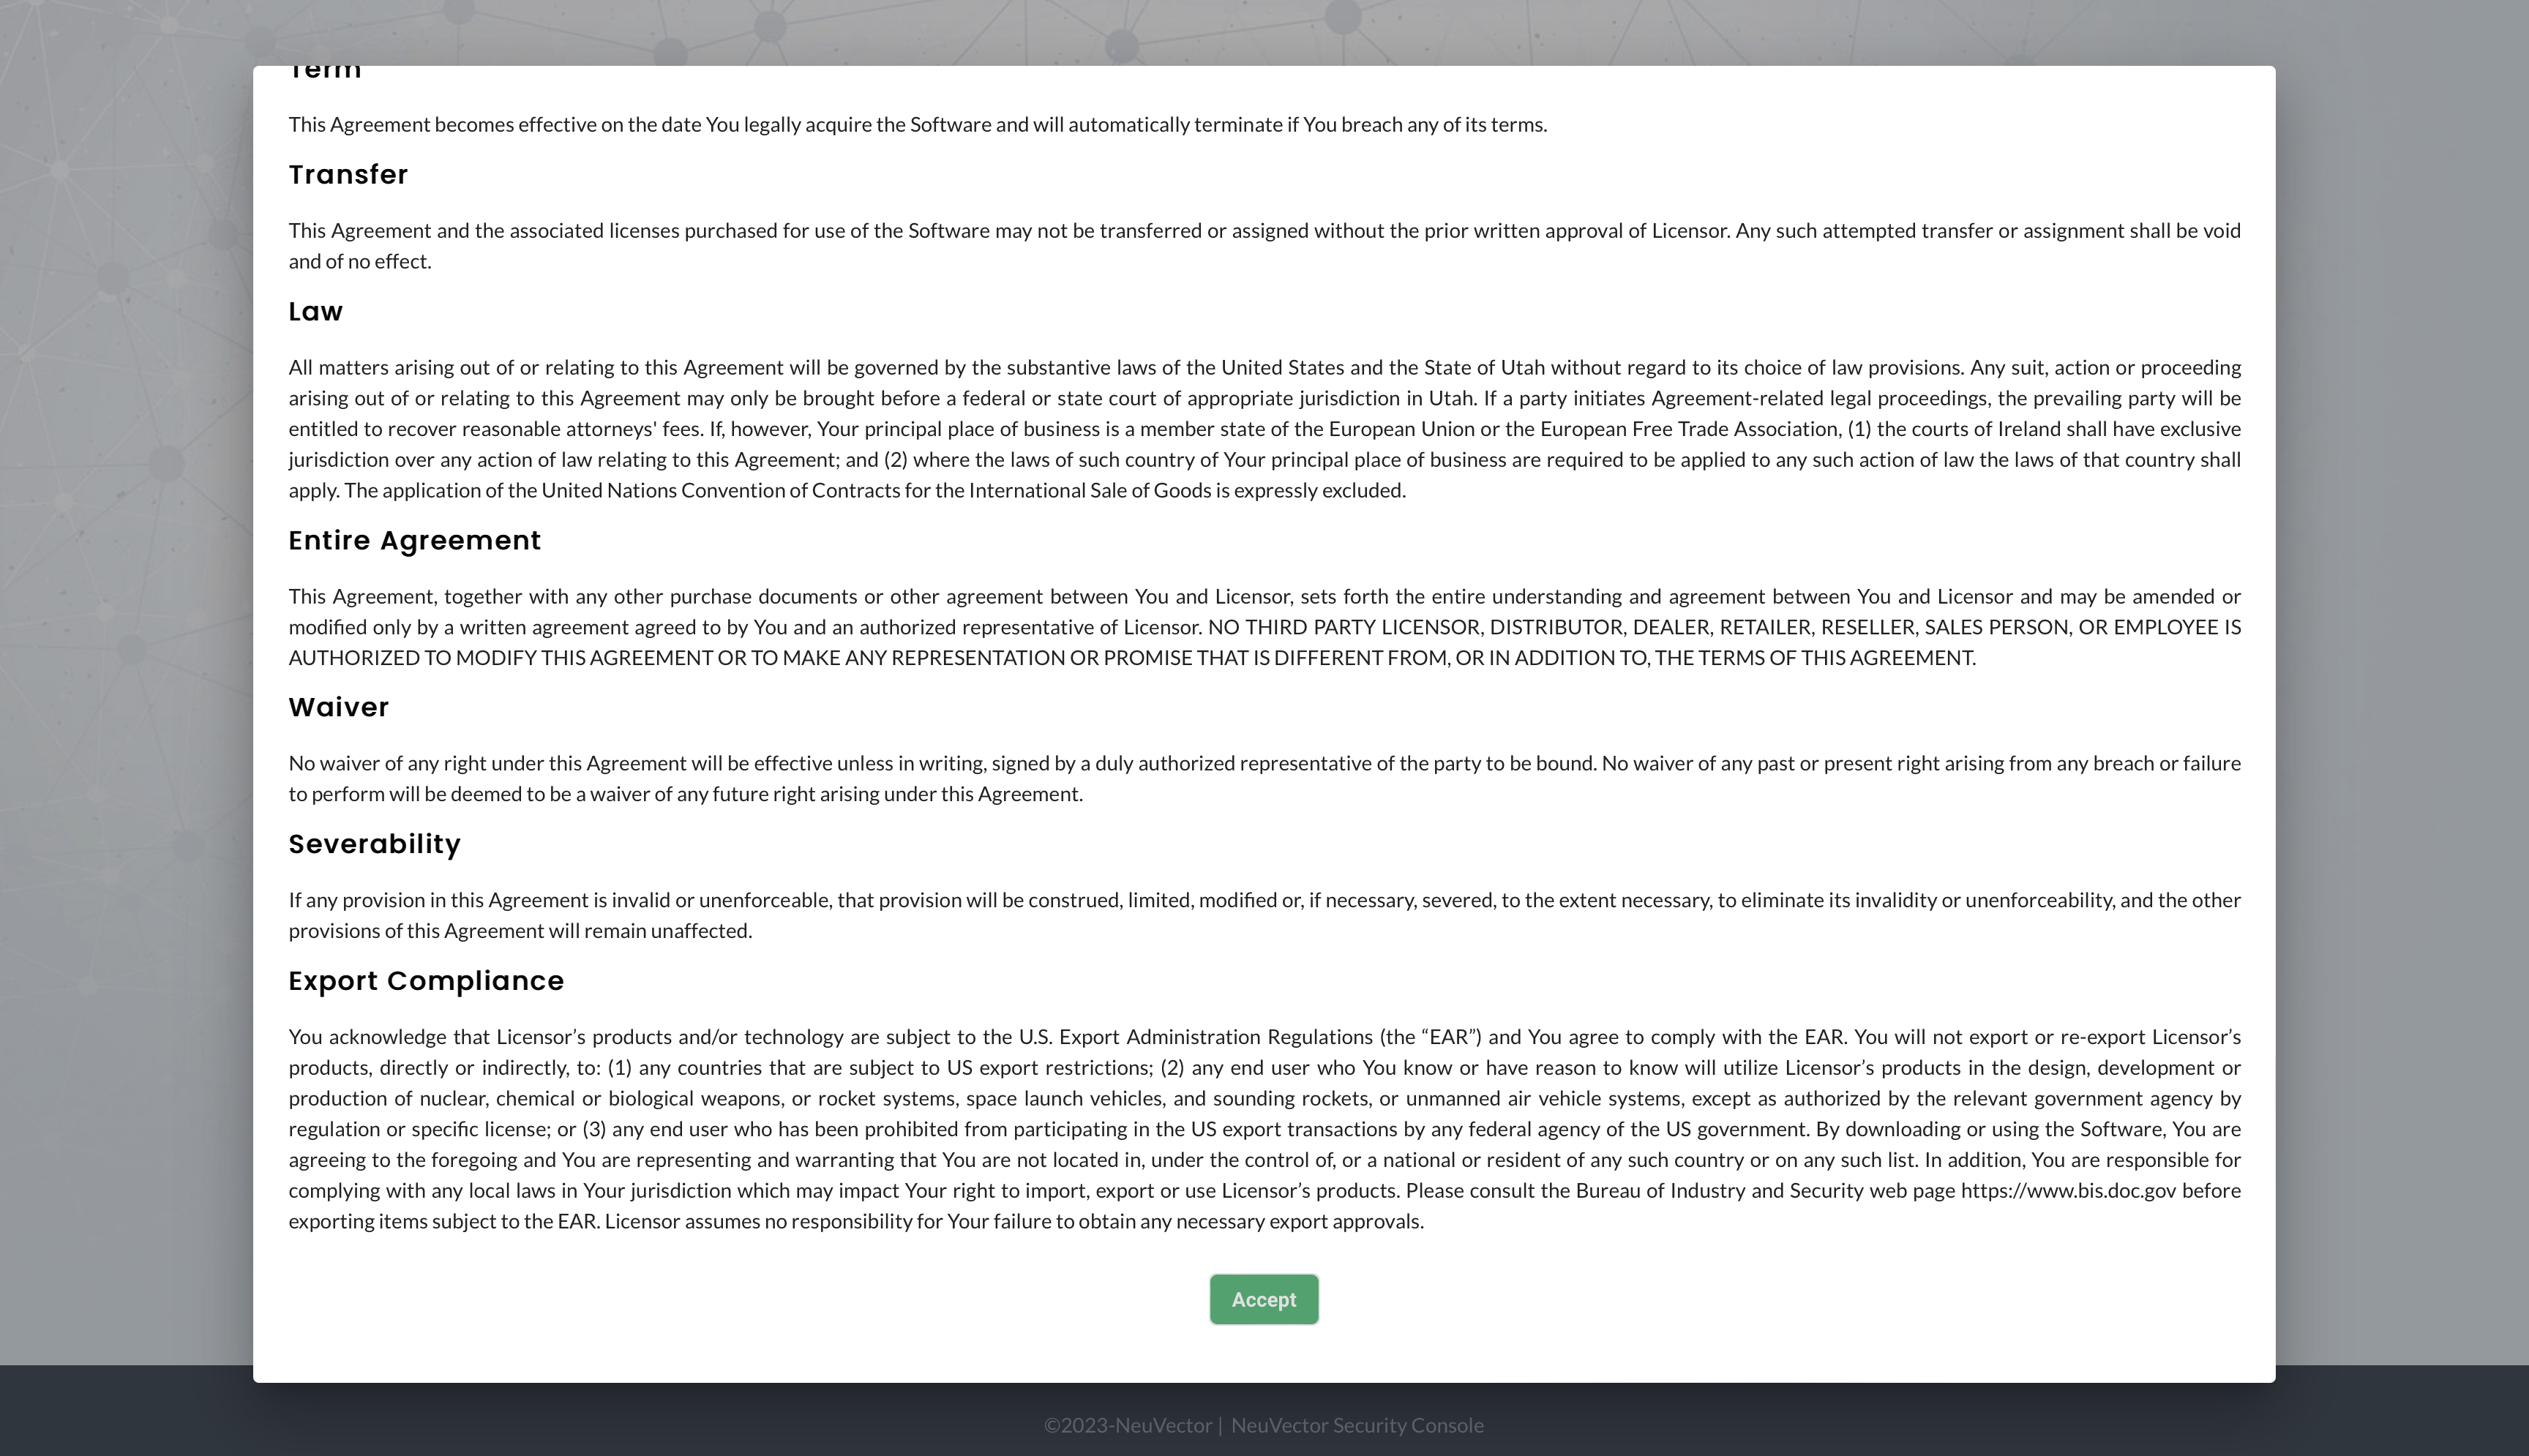 Term
This Agreement becomes effective on the date You legally acquire the Software and will automatically terminate if You breach any of its terms.
Transfer
This Agreement and the associated licenses purchased for use of the Software may not be transferred or assigned without the prior written approval of Licensor. Any such attempted transfer or assignment shall be void
and of no effect.
Law
All matters arising out of or relating to this Agreement will be governed by the substantive laws of the United States and the State of Utah without regard to its choice of law provisions. Any suit, action or proceeding
arising out of or relating to this Agreement may only be brought before a federal or state court of appropriate jurisdiction in Utah. If a party initiates Agreement-related legal proceedings, the prevailing party will be
entitled to recover reasonable attorneys' fees. If, however, Your principal place of business is a member state of the European Union or the European Free Trade Association, (1) the courts of Ireland shall have exclusive
jurisdiction over any action of law relating to this Agreement; and (2) where the laws of such country of Your principal place of business are required to be applied to any such action of law the laws of that country shall
apply. The application of the United Nations Convention of Contracts for the International Sale of Goods is expressly excluded.
Entire Agreement
This Agreement, together with any other purchase documents or other agreement between You and Licensor, sets forth the entire understanding and agreement between You and Licensor and may be amended or
modified only by a written agreement agreed to by You and an authorized representative of Licensor. NO THIRD PARTY LICENSOR, DISTRIBUTOR, DEALER, RETAILER, RESELLER, SALES PERSON, OR EMPLOYEE IS
AUTHORIZED TO MODIFY THIS AGREEMENT OR TO MAKE ANY REPRESENTATION OR PROMISE THAT IS DIFFERENT FROM, OR IN ADDITION TO, THE TERMS OF THIS AGREEMENT.
Waiver
No waiver of any right under this Agreement will be effective unless in writing, signed by a duly authorized representative of the party to be bound. No waiver of any past or present right arising from any breach or failure
to perform will be deemed to be a waiver of any future right arising under this Agreement.
Severability
If any provision in this Agreement is invalid or unenforceable, that provision will be construed, limited, modified or, if necessary, severed, to the extent necessary, to eliminate its invalidity or unenforceability, and the other
provisions of this Agreement will remain unaffected.
Export Compliance
You acknowledge that Licensor’s products and/or technology are subject to the U.S. Export Administration Regulations (the “EAR”) and You agree to comply with the EAR. You will not export or re-export Licensor’s
products, directly or indirectly, to: (1) any countries that are subject to US export restrictions; (2) any end user who You know or have reason to know will utilize Licensor’s products in the design, development or
production of nuclear, chemical or biological weapons, or rocket systems, space launch vehicles, and sounding rockets, or unmanned air vehicle systems, except as authorized by the relevant government agency by
regulation or specific license; or (3) any end user who has been prohibited from participating in the US export transactions by any federal agency of the US government. By downloading or using the Software, You are
agreeing to the foregoing and You are representing and warranting that You are not located in, under the control of, or a national or resident of any such country or on any such list. In addition, You are responsible for
complying with any local laws in Your jurisdiction which may impact Your right to import, export or use Licensor’s products. Please consult the Bureau of Industry and Security web page https://www.bis.doc.gov before
exporting items subject to the EAR. Licensor assumes no responsibility for Your failure to obtain any necessary export approvals.
Accept
©2023-NeuVector | NeuVector Security Console